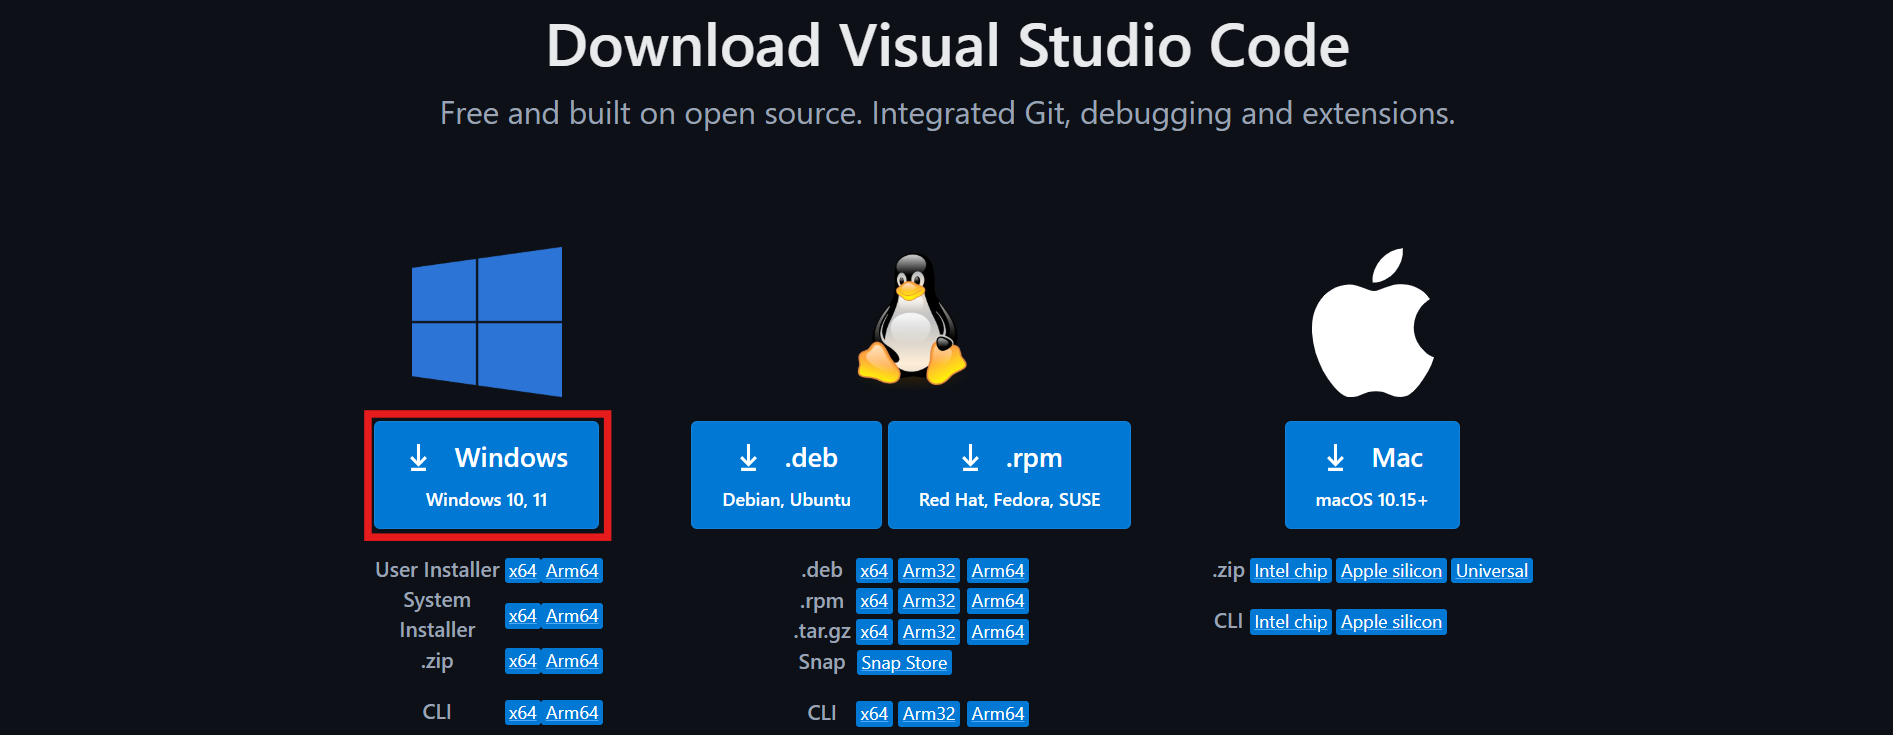 Download Visual Studio Code
Free and built on open source. Integrated Git, debugging and extensions.
Windows
Windows 10, 11
User Installer x64 Arm64
System Installer x64 Arm64
.zip x64 Arm64
CLI x64 Arm64
.deb
Debian, Ubuntu
.rpm
Red Hat, Fedora, SUSE
.deb x64 Arm32 Arm64
.rpm x64 Arm32 Arm64
.tar.gz x64 Arm32 Arm64
Snap Snap Store
CLI x64 Arm32 Arm64
Mac
macOS 10.15+
.zip Intel chip Apple silicon Universal
CLI Intel chip Apple silicon